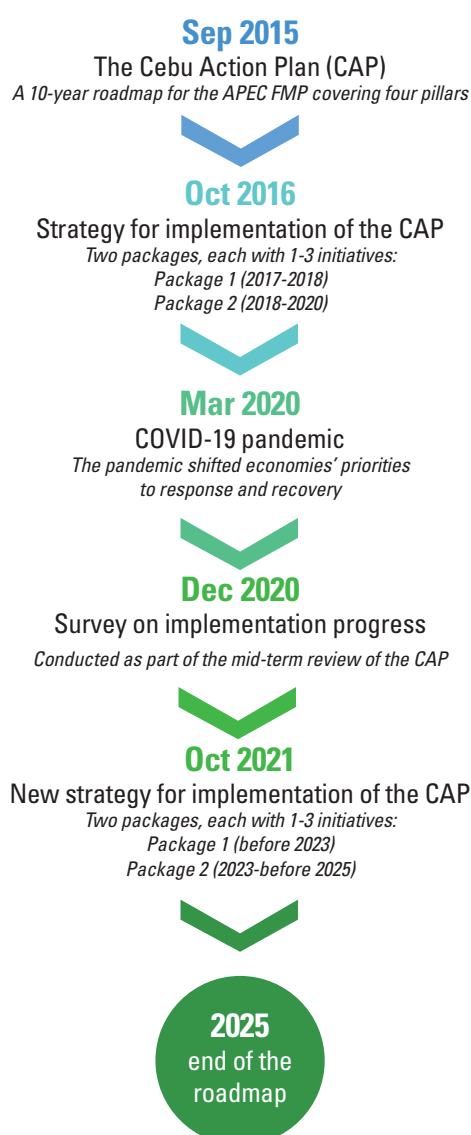 Sep 2015
The Cebu Action Plan (CAP)
A 10-year roadmap for the APEC FMP covering four pillars
Oct 2016
Strategy for implementation of the CAP
Two packages, each with 1-3 initiatives:
Package 1 (2017-2018)
Package 2 (2018-2020)
Mar 2020
COVID-19 pandemic
The pandemic shifted economies’ priorities
to response and recovery
Dec 2020
Survey on implementation progress
Conducted as part of the mid-term review of the CAP
Oct 2021
New strategy for implementation of the CAP
Two packages, each with 1-3 initiatives:
Package 1 (before 2023)
Package 2 (2023-before 2025)
2025
end of the
roadmap